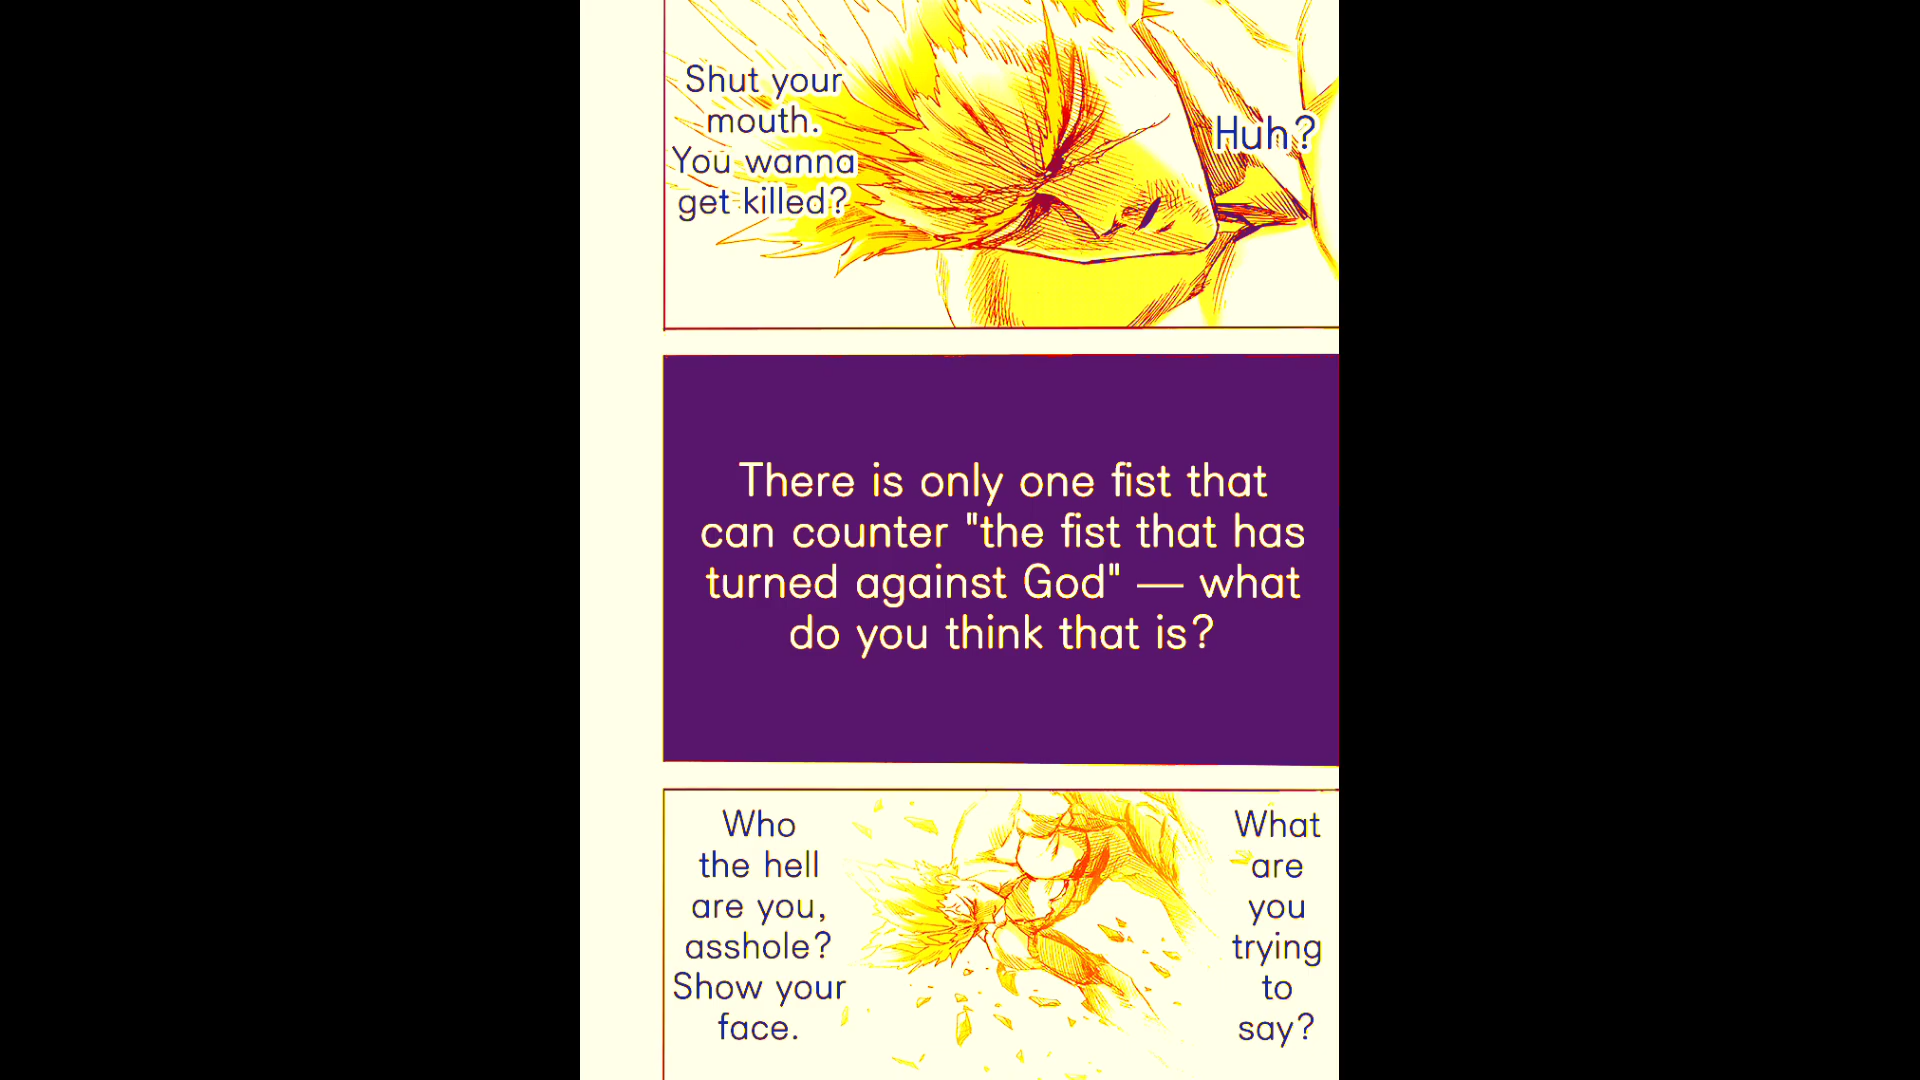 Huh?
Shut your
mouth.
You wanna
get killed?
There is only one fist that
can counter "the fist that has
turned against God" — what
do you think that is?
What
are
you
trying
to
say?
Who
the hell
are you,
asshole?
Show your
face.